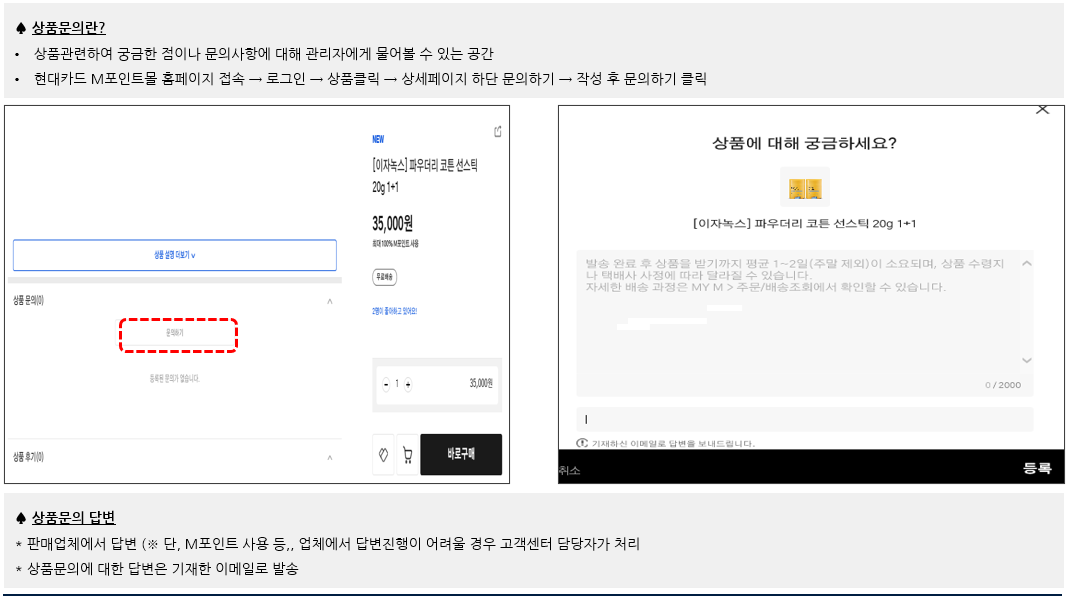 ♠ 상품문의란?
• 상품관련하여 궁금한 점이나 문의사항에 대해 관리자에게 물어볼 수 있는 공간
• 현대카드 M포인트몰 홈페이지 접속 → 로그인 → 상품클릭 → 상세페이지 하단 문의하기 → 작성 후 문의하기 클릭
상품 설명 더보기 ∨
상품 문의(0)
문의하기
등록된 문의가 없습니다.
상품 후기(0)
NEW
[이자녹스] 파우더리 코튼 선스틱
20g 1+1
35,000원
최대 100% M포인트 사용
무료배송
2명이 좋아하고 있어요!
- 1 + 35,000원
바로구매
상품에 대해 궁금하세요?
[이자녹스] 파우더리 코튼 선스틱 20g 1+1
발송 완료 후 상품을 받기까지 평균 1~2일(주말 제외)이 소요되며, 상품 수령지
나 택배사 사정에 따라 달라질 수 있습니다.
자세한 배송 과정은 MY M > 주문/배송조회에서 확인할 수 있습니다.
0 / 2000
기재하신 이메일로 답변을 보내드립니다.
취소 등록
♠ 상품문의 답변
* 판매업체에서 답변 (※ 단, M포인트 사용 등,, 업체에서 답변진행이 어려울 경우 고객센터 담당자가 처리
* 상품문의에 대한 답변은 기재한 이메일로 발송